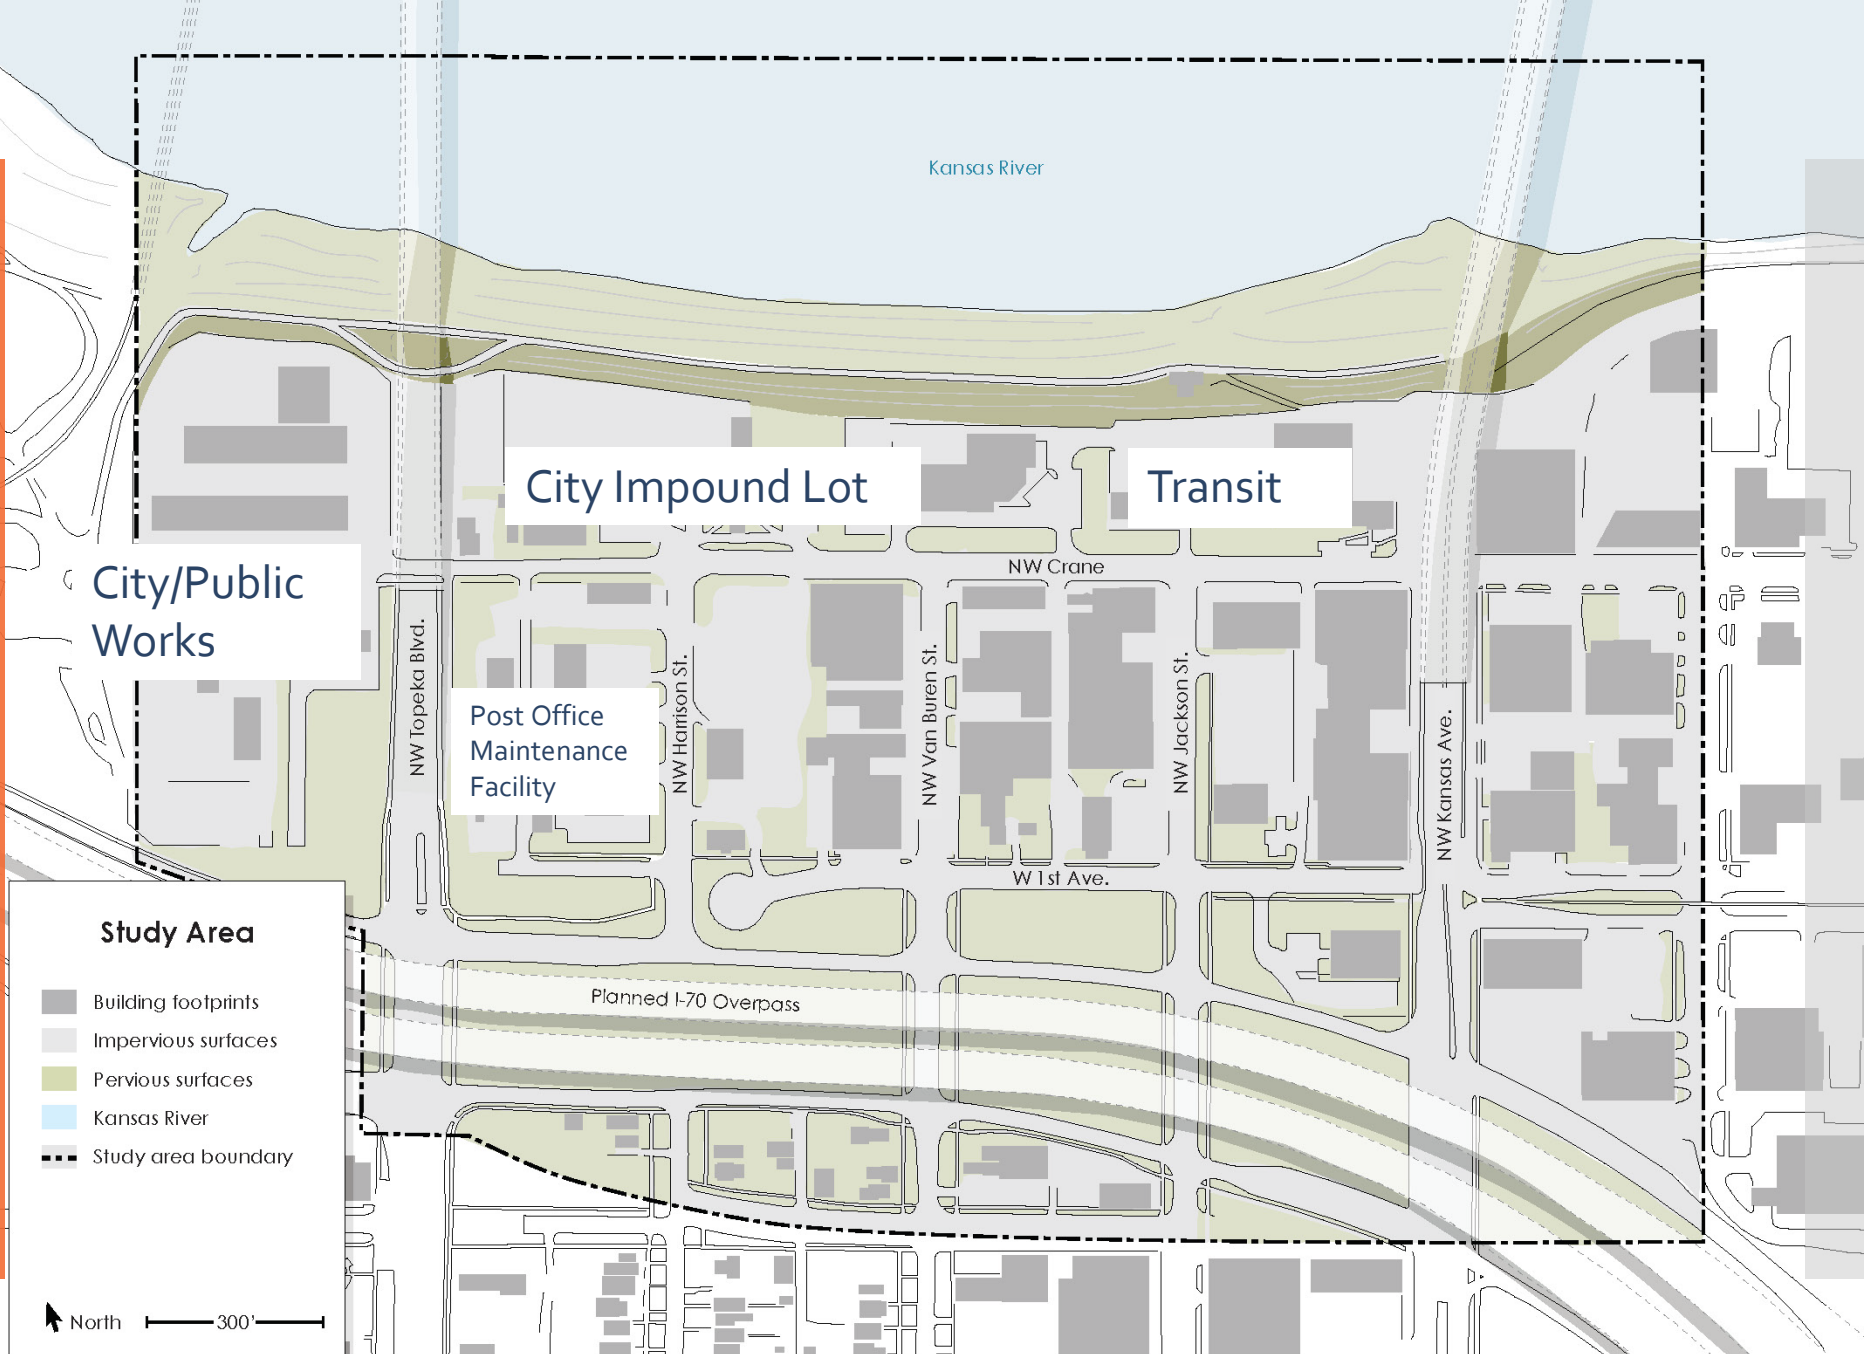 Kansas River
City Impound Lot
Transit
NW Crane
City/Public
Works
NW Topeka Blvd.
Post Office
Maintenance
Facility
NW Harrison St.
NW Van Buren St.
NW Jackson St.
NW Kansas Ave.
W 1st Ave.
Planned I-70 Overpass
Study Area
Building footprints
Impervious surfaces
Pervious surfaces
Kansas River
Study area boundary
North
300'